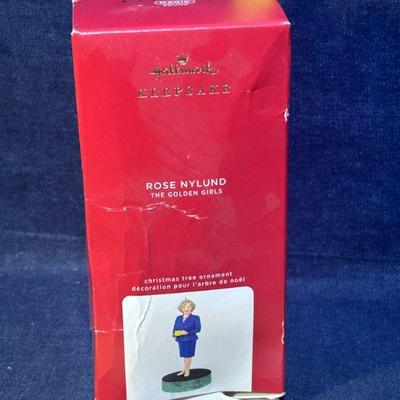 Hallmark
KEEPSAKE
ROSE NYLUND
THE GOLDEN GIRLS
christmas tree ornament
décoration pour l'arbre de noël